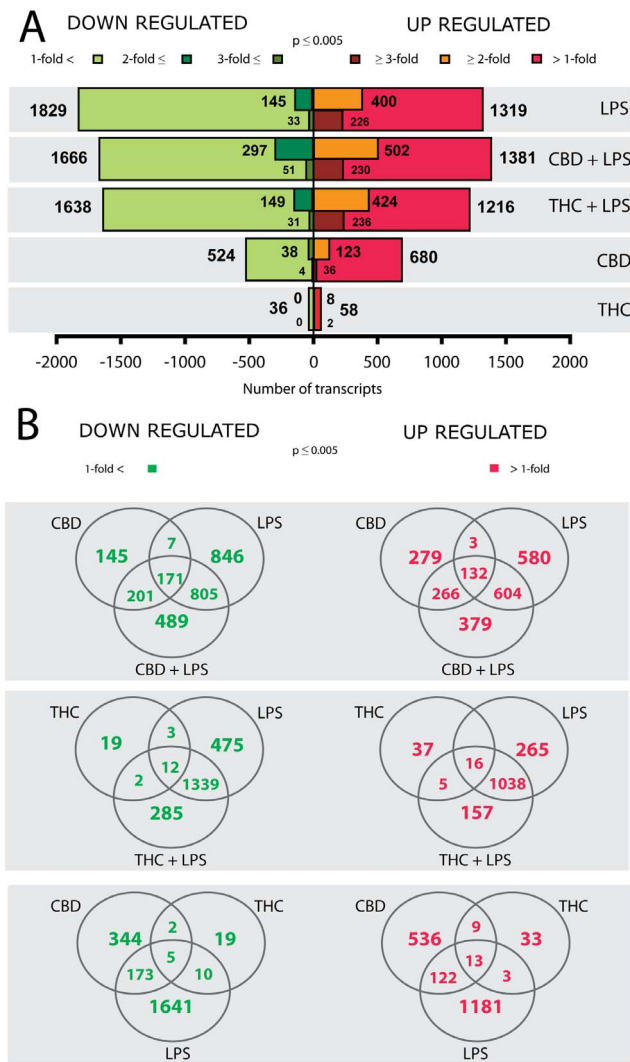 A
DOWN REGULATED UP REGULATED
p ≤ 0.005
1-fold < 2-fold ≤ 3-fold ≤ ≥ 3-fold ≥ 2-fold > 1-fold
1829 145 33 400 226 1319 LPS
1666 297 51 502 230 1381 CBD + LPS
1638 149 31 424 236 1216 THC + LPS
524 38 4 123 36 680 CBD
36 0 0 8 2 58 THC
-2000 -1500 -1000 -500 0 500 1000 1500 2000
Number of transcripts
B
DOWN REGULATED UP REGULATED
p ≤ 0.005
1-fold < > 1-fold
CBD LPS CBD LPS
7 3
145 846 279 580
171 132
201 805 266 604
489 379
CBD + LPS CBD + LPS
THC LPS THC LPS
3
19 475 37 265
12 16
2 1339 5 1038
285 157
THC + LPS THC + LPS
CBD THC CBD THC
2 9
344 19 536 33
5 13
173 10 122 3
1641 1181
LPS LPS